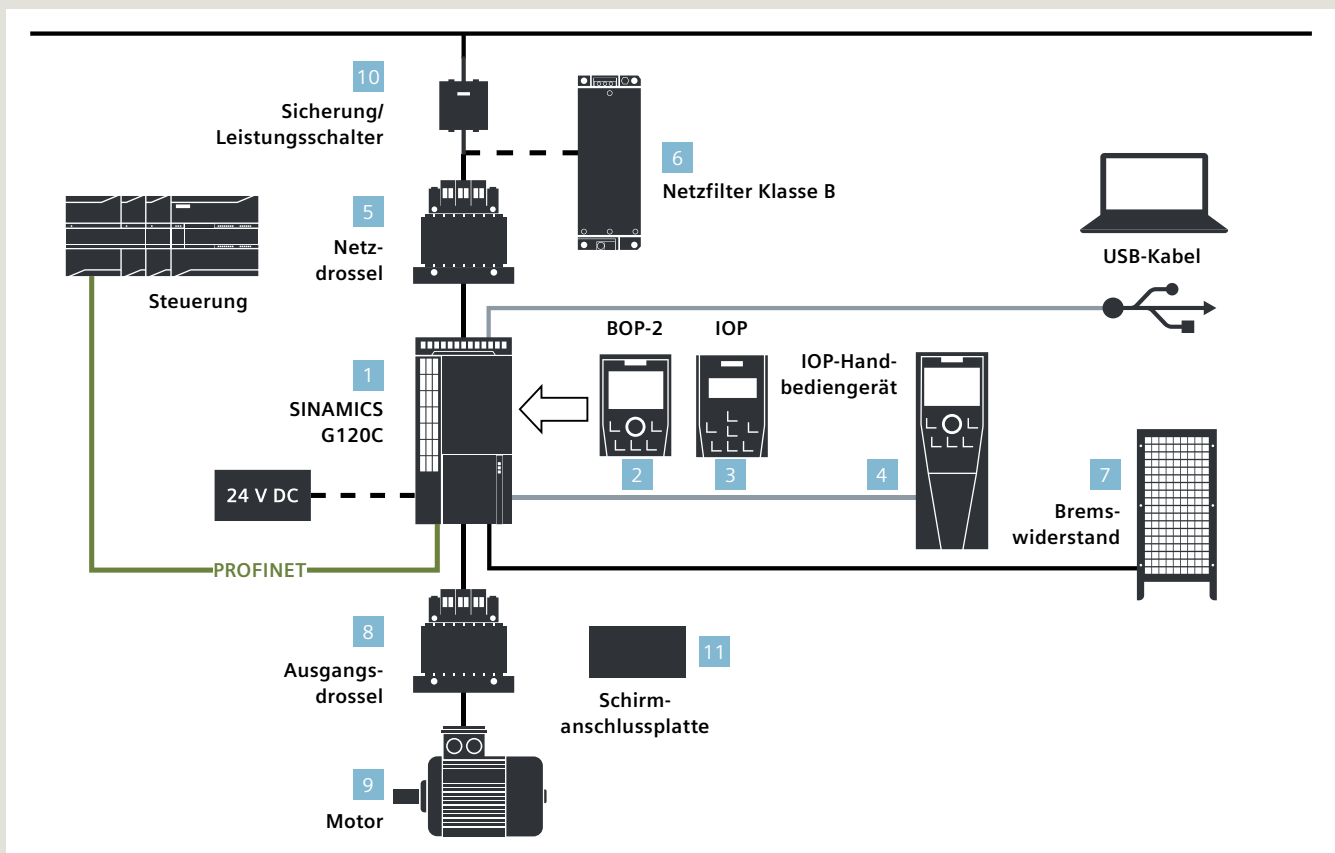 10
Sicherung/
Leistungsschalter
6
Netzfilter Klasse B
5
Netz-
drossel
Steuerung
USB-Kabel
BOP-2
IOP
IOP-Hand-
bediengerät
1
SINAMICS
G120C
2
3
4
7
Brems-
widerstand
24 V DC
PROFINET
8
Ausgangs-
drossel
11
Schirm-
anschlussplatte
9
Motor